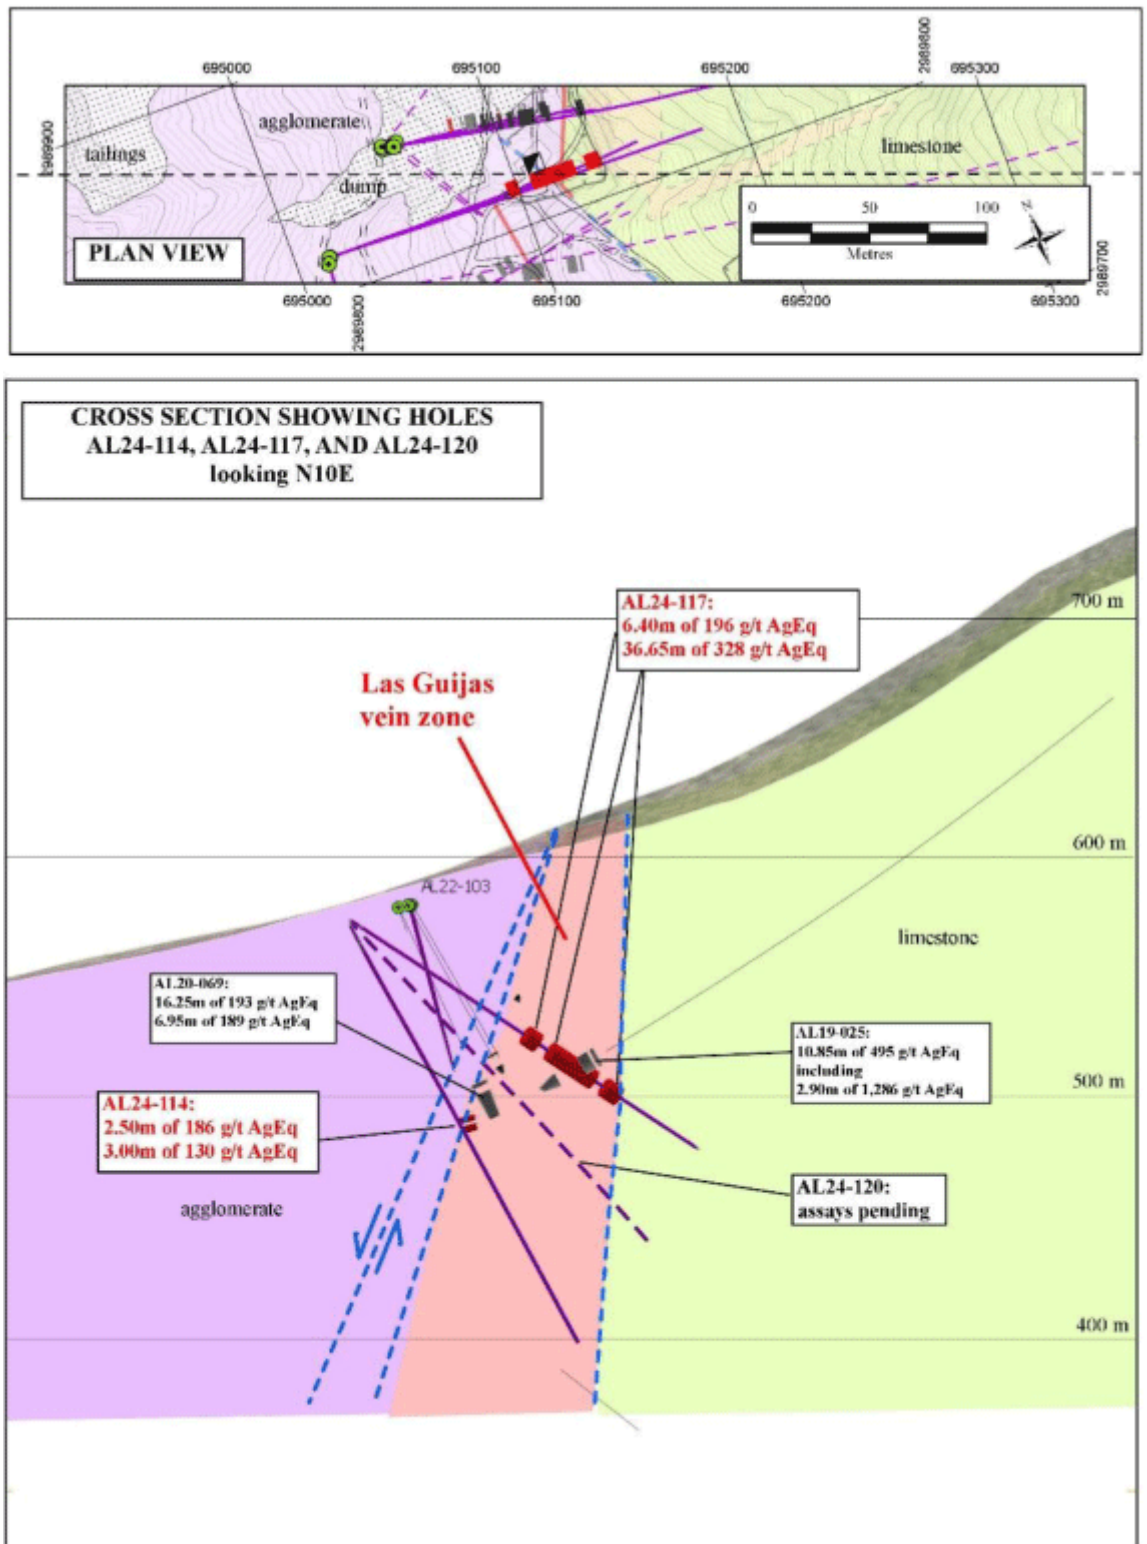 695000
695100
695200
2989800
695300
2989900
agglomerate
tailings
dump
limestone
PLAN VIEW
0 50 100
Metres
N
2989700
695000
2989800
695100
695200
695300
CROSS SECTION SHOWING HOLES
AL24-114, AL24-117, AND AL24-120
looking N10E
AL24-117:
6.40m of 196 g/t AgEq
36.65m of 328 g/t AgEq
700 m
Las Guijas
vein zone
600 m
AL22-103
limestone
AL20-069:
16.25m of 193 g/t AgEq
6.95m of 189 g/t AgEq
AL19-025:
10.85m of 495 g/t AgEq
including
2.90m of 1,286 g/t AgEq
500 m
AL24-114:
2.50m of 186 g/t AgEq
3.00m of 130 g/t AgEq
AL24-120:
assays pending
agglomerate
400 m